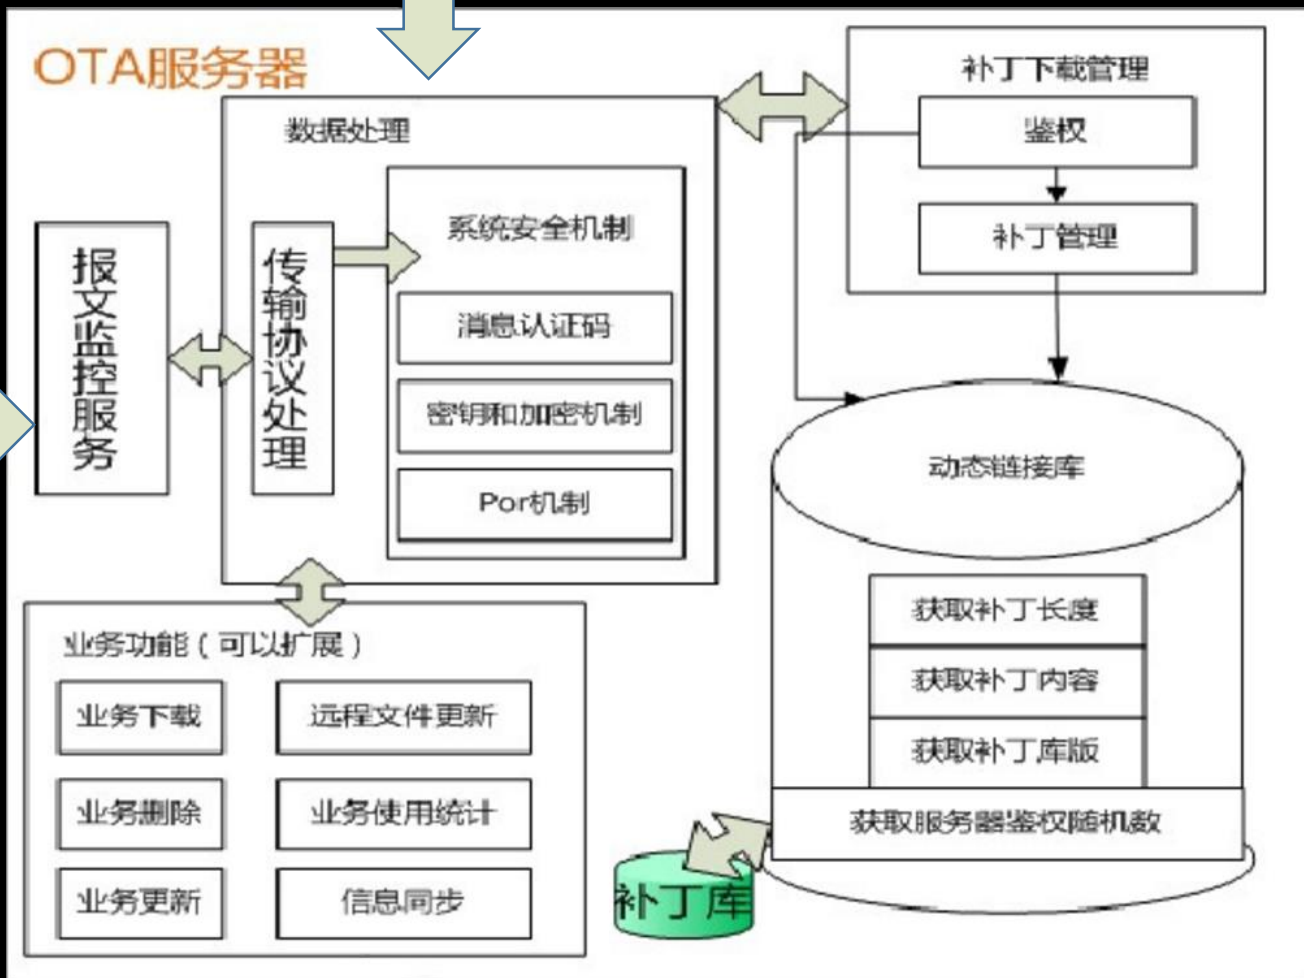 OTA服务器
数据处理
报文监控服务
传输协议处理
系统安全机制
消息认证码
密钥和加密机制
Por机制
补丁下载管理
鉴权
补丁管理
动态链接库
获取补丁长度
获取补丁内容
获取补丁库版
获取服务器鉴权随机数
补丁库
业务功能（可以扩展）
业务下载
远程文件更新
业务删除
业务使用统计
业务更新
信息同步